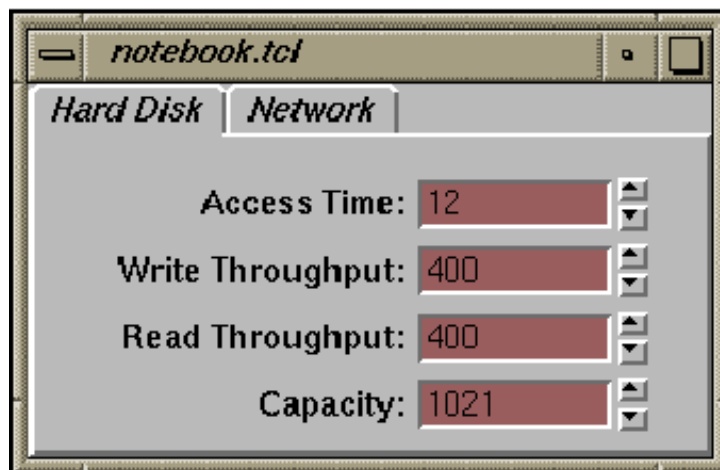 notebook.tcl
Hard Disk Network
Access Time: 12
Write Throughput: 400
Read Throughput: 400
Capacity: 1021